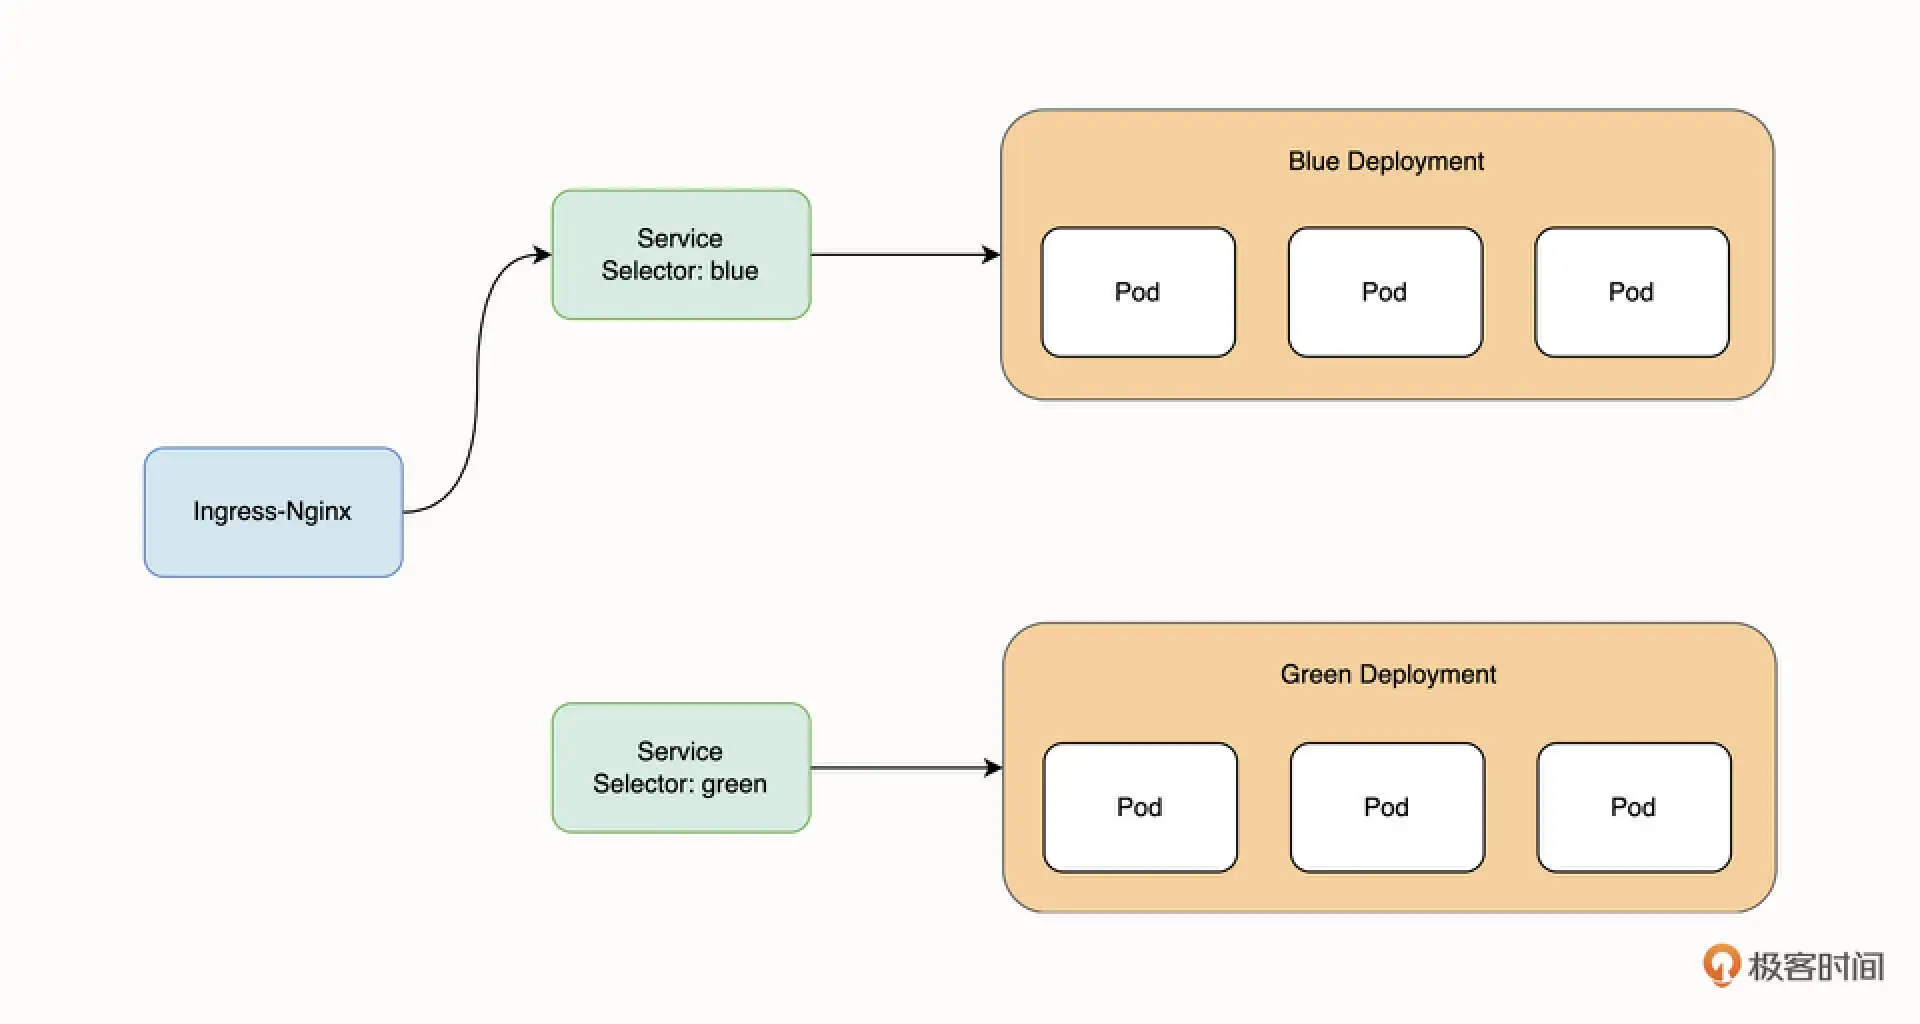 Blue Deployment
Service
Selector: blue
Pod
Pod
Pod
Ingress-Nginx
Green Deployment
Service
Selector: green
Pod
Pod
Pod
极客时间